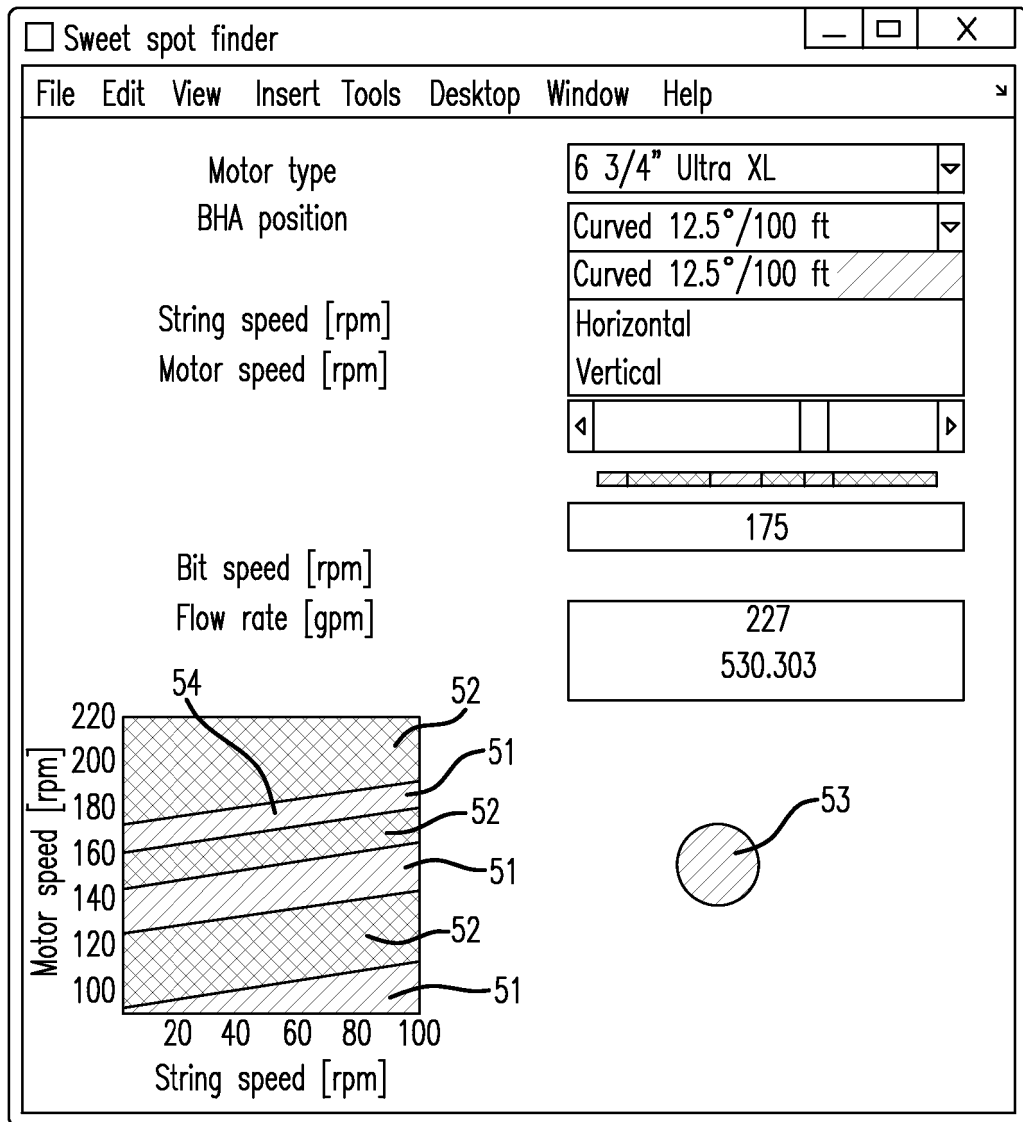 Sweet spot finder
File Edit View Insert Tools Desktop Window Help
Motor type
6 3/4" Ultra XL
BHA position
Curved 12.5°/100 ft
Curved 12.5°/100 ft
String speed [rpm]
Horizontal
Motor speed [rpm]
Vertical
175
Bit speed [rpm]
227
Flow rate [gpm]
530.303
54
52
51
52
51
52
51
53
Motor speed [rpm]
220
200
180
160
140
120
100
20 40 60 80 100
String speed [rpm]